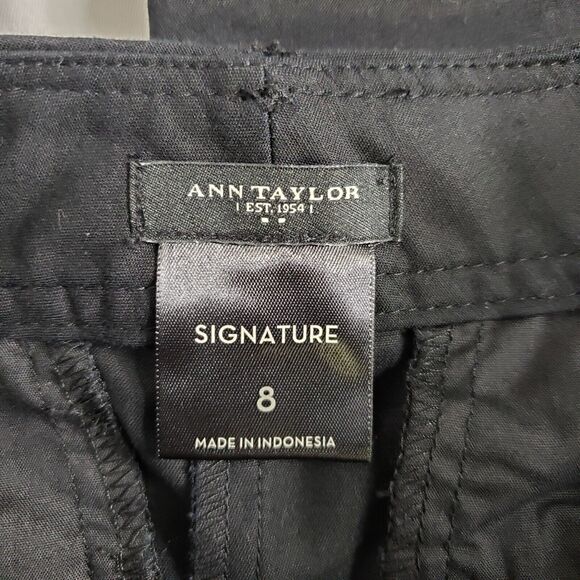 ANN TAYLOR
| EST. 1954 |
SIGNATURE
8
MADE IN INDONESIA